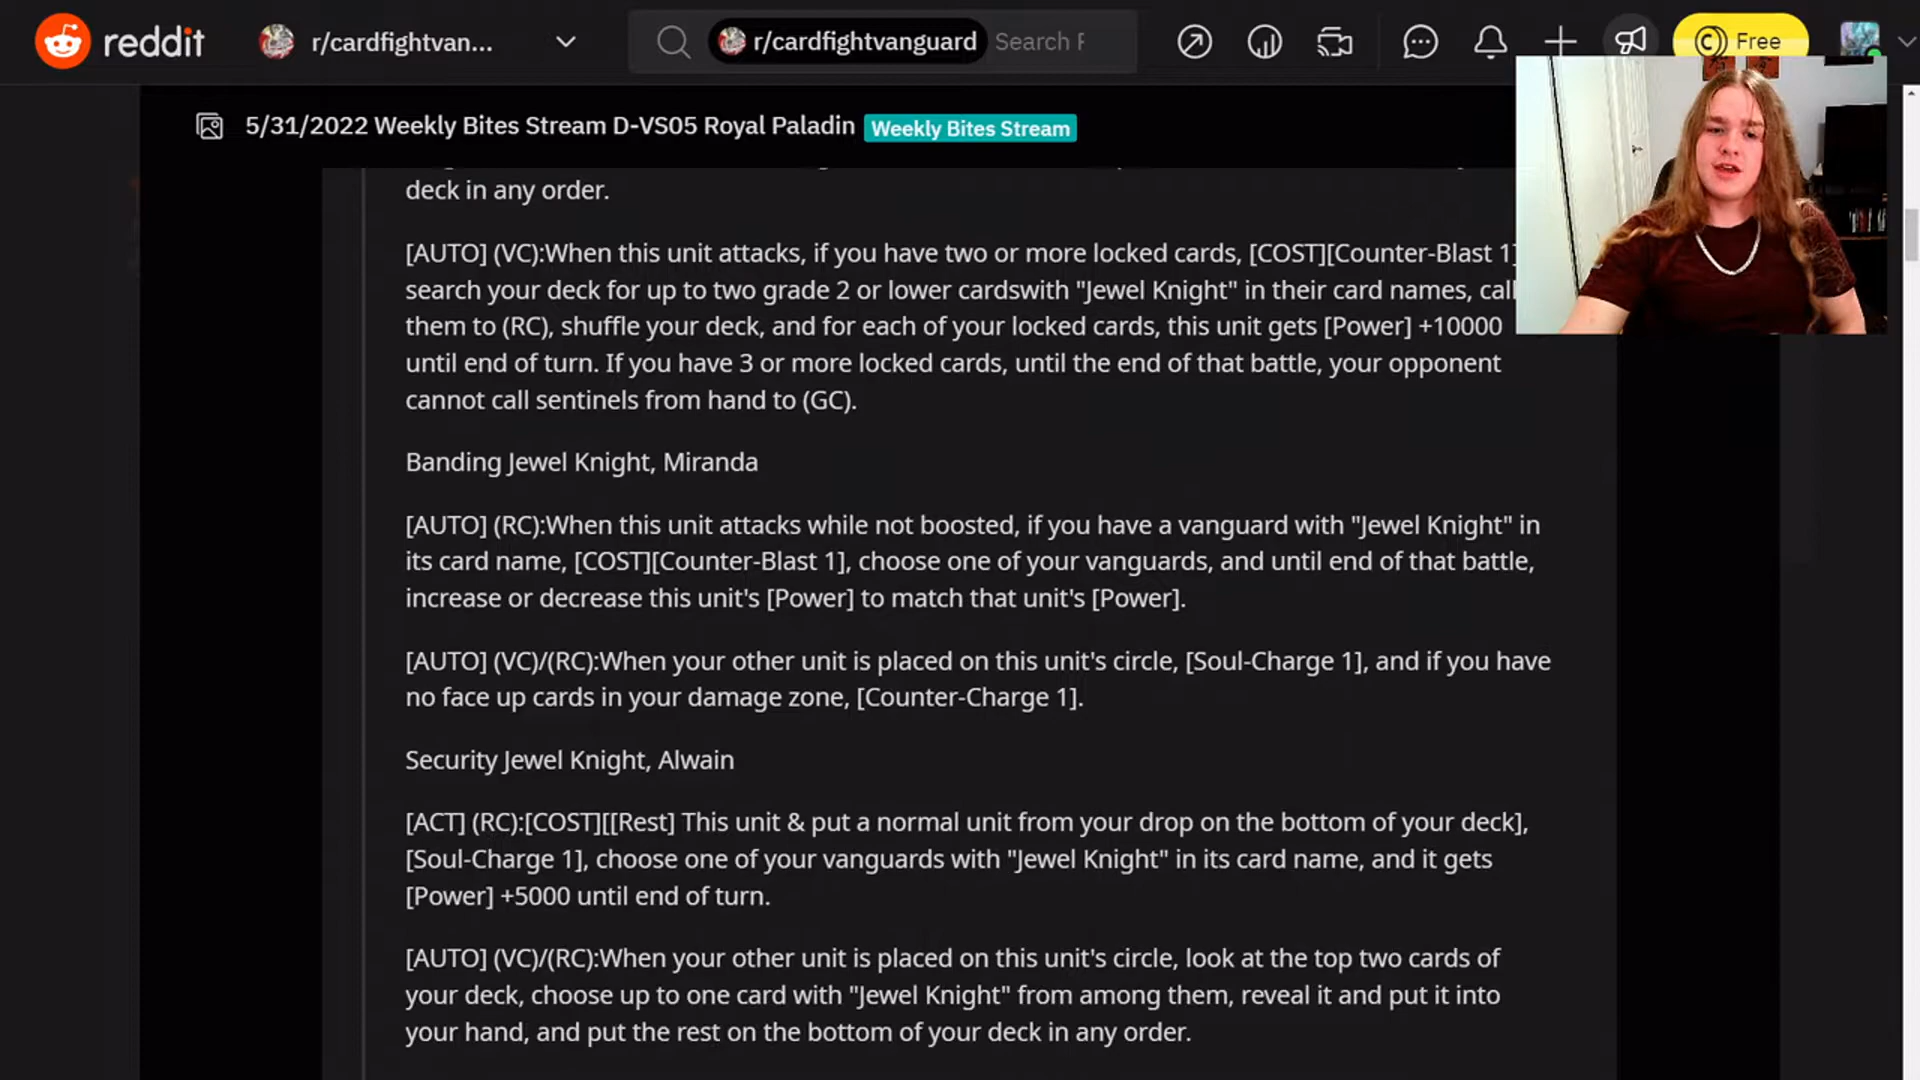 reddit
r/cardfightvan...
r/cardfightvanguard
Search F
Free
5/31/2022 Weekly Bites Stream D-VS05 Royal Paladin
Weekly Bites Stream
deck in any order.
[AUTO] (VC):When this unit attacks, if you have two or more locked cards, [COST][Counter-Blast 1]
search your deck for up to two grade 2 or lower cardswith "Jewel Knight" in their card names, call
them to (RC), shuffle your deck, and for each of your locked cards, this unit gets [Power] +10000
until end of turn. If you have 3 or more locked cards, until the end of that battle, your opponent
cannot call sentinels from hand to (GC).
Banding Jewel Knight, Miranda
[AUTO] (RC):When this unit attacks while not boosted, if you have a vanguard with "Jewel Knight" in
its card name, [COST][Counter-Blast 1], choose one of your vanguards, and until end of that battle,
increase or decrease this unit's [Power] to match that unit's [Power].
[AUTO] (VC)/(RC):When your other unit is placed on this unit's circle, [Soul-Charge 1], and if you have
no face up cards in your damage zone, [Counter-Charge 1].
Security Jewel Knight, Alwain
[ACT] (RC):[COST][[Rest] This unit & put a normal unit from your drop on the bottom of your deck],
[Soul-Charge 1], choose one of your vanguards with "Jewel Knight" in its card name, and it gets
[Power] +5000 until end of turn.
[AUTO] (VC)/(RC):When your other unit is placed on this unit's circle, look at the top two cards of
your deck, choose up to one card with "Jewel Knight" from among them, reveal it and put it into
your hand, and put the rest on the bottom of your deck in any order.